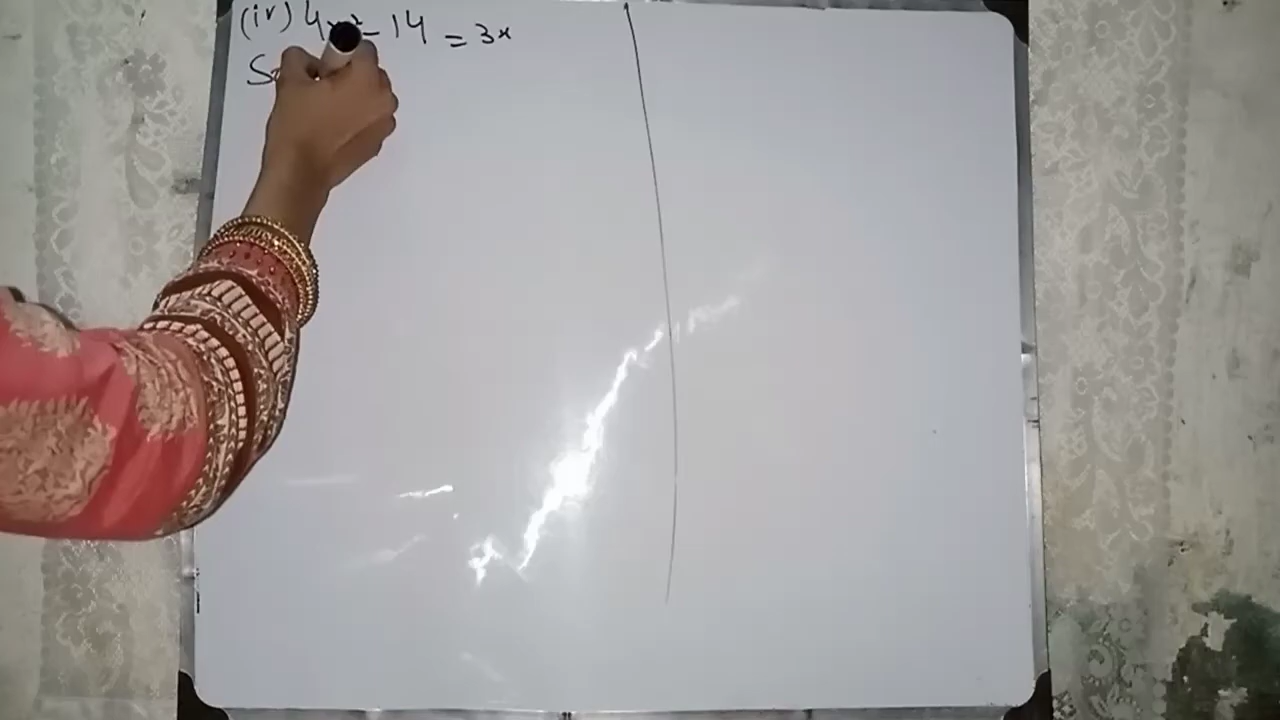 (iv) 4x² - 14 = 3x